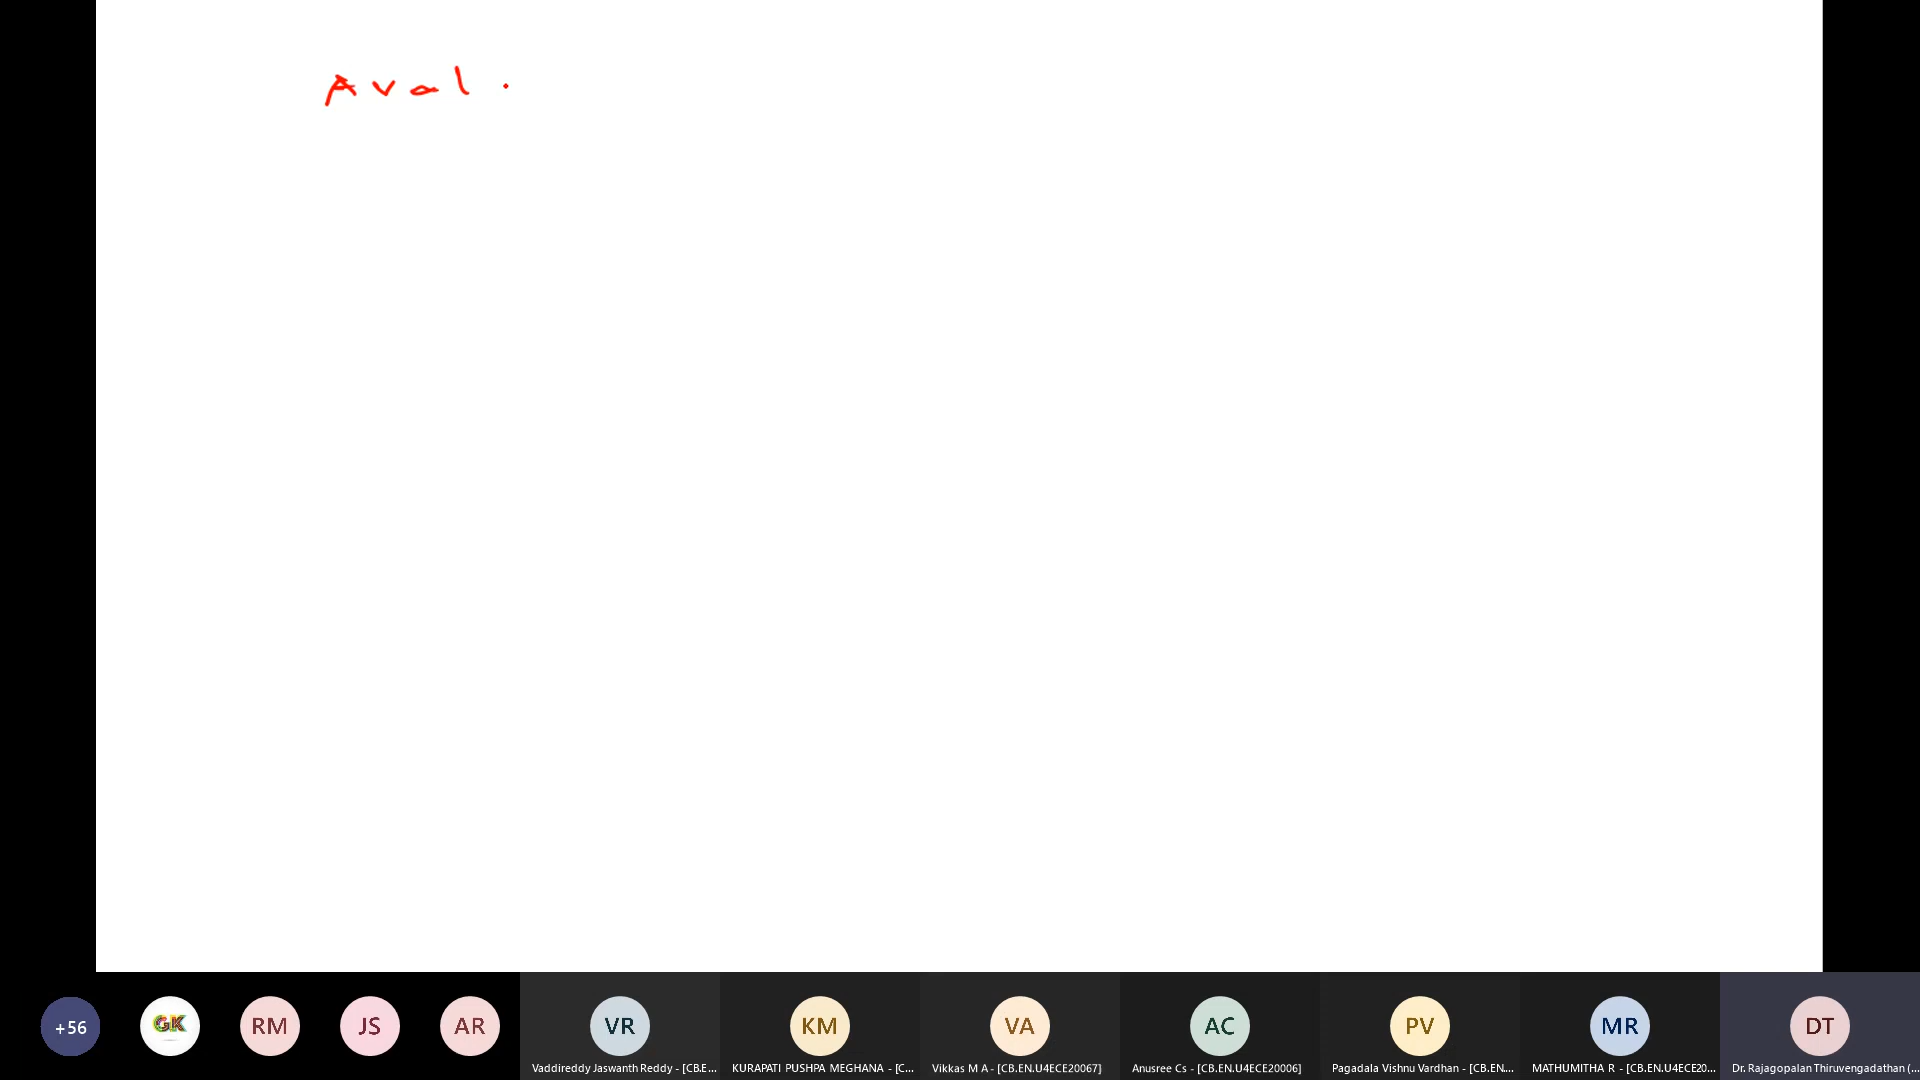 Aval.
+56
GK
RM
JS
AR
VR
KM
VA
AC
PV
MR
DT
Vaddireddy Jaswanth Reddy - [CB.E...
KURAPATI PUSHPA MEGHANA - [C...
Vikkas M A - [CB.EN.U4ECE20067]
Anusree Cs - [CB.EN.U4ECE20006]
Pagadala Vishnu Vardhan - [CB.EN....
MATHUMITHA R - [CB.EN.U4ECE20...
Dr. Rajagopalan Thiruvengadathan (...